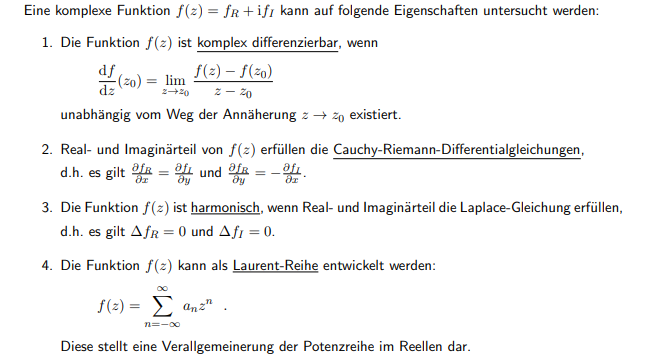 Eine komplexe Funktion f(z) = f_R + i f_I kann auf folgende Eigenschaften untersucht werden:
1. Die Funktion f(z) ist komplex differenzierbar, wenn
df/dz (z_0) = lim_{z→z_0} (f(z) − f(z_0))/(z − z_0)
unabhängig vom Weg der Annäherung z → z_0 existiert.
2. Real- und Imaginärteil von f(z) erfüllen die Cauchy-Riemann-Differentialgleichungen,
d.h. es gilt ∂f_R/∂x = ∂f_I/∂y und ∂f_R/∂y = −∂f_I/∂x.
3. Die Funktion f(z) ist harmonisch, wenn Real- und Imaginärteil die Laplace-Gleichung erfüllen,
d.h. es gilt Δf_R = 0 und Δf_I = 0.
4. Die Funktion f(z) kann als Laurent-Reihe entwickelt werden:
f(z) = ∑_{n=−∞}^{∞} a_n z^n .
Diese stellt eine Verallgemeinerung der Potenzreihe im Reellen dar.